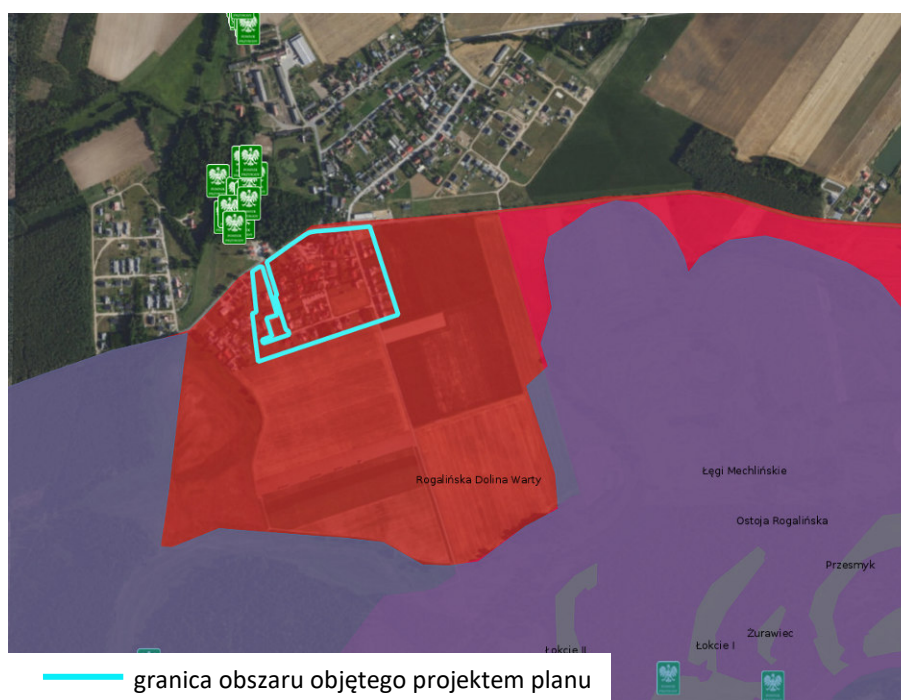 Rogalińska Dolina Warty
Łęgi Mechlińskie
Ostoja Rogalińska
Przesmyk
Żurawiec
Łokcie I
Łokcie II
granica obszaru objętego projektem planu